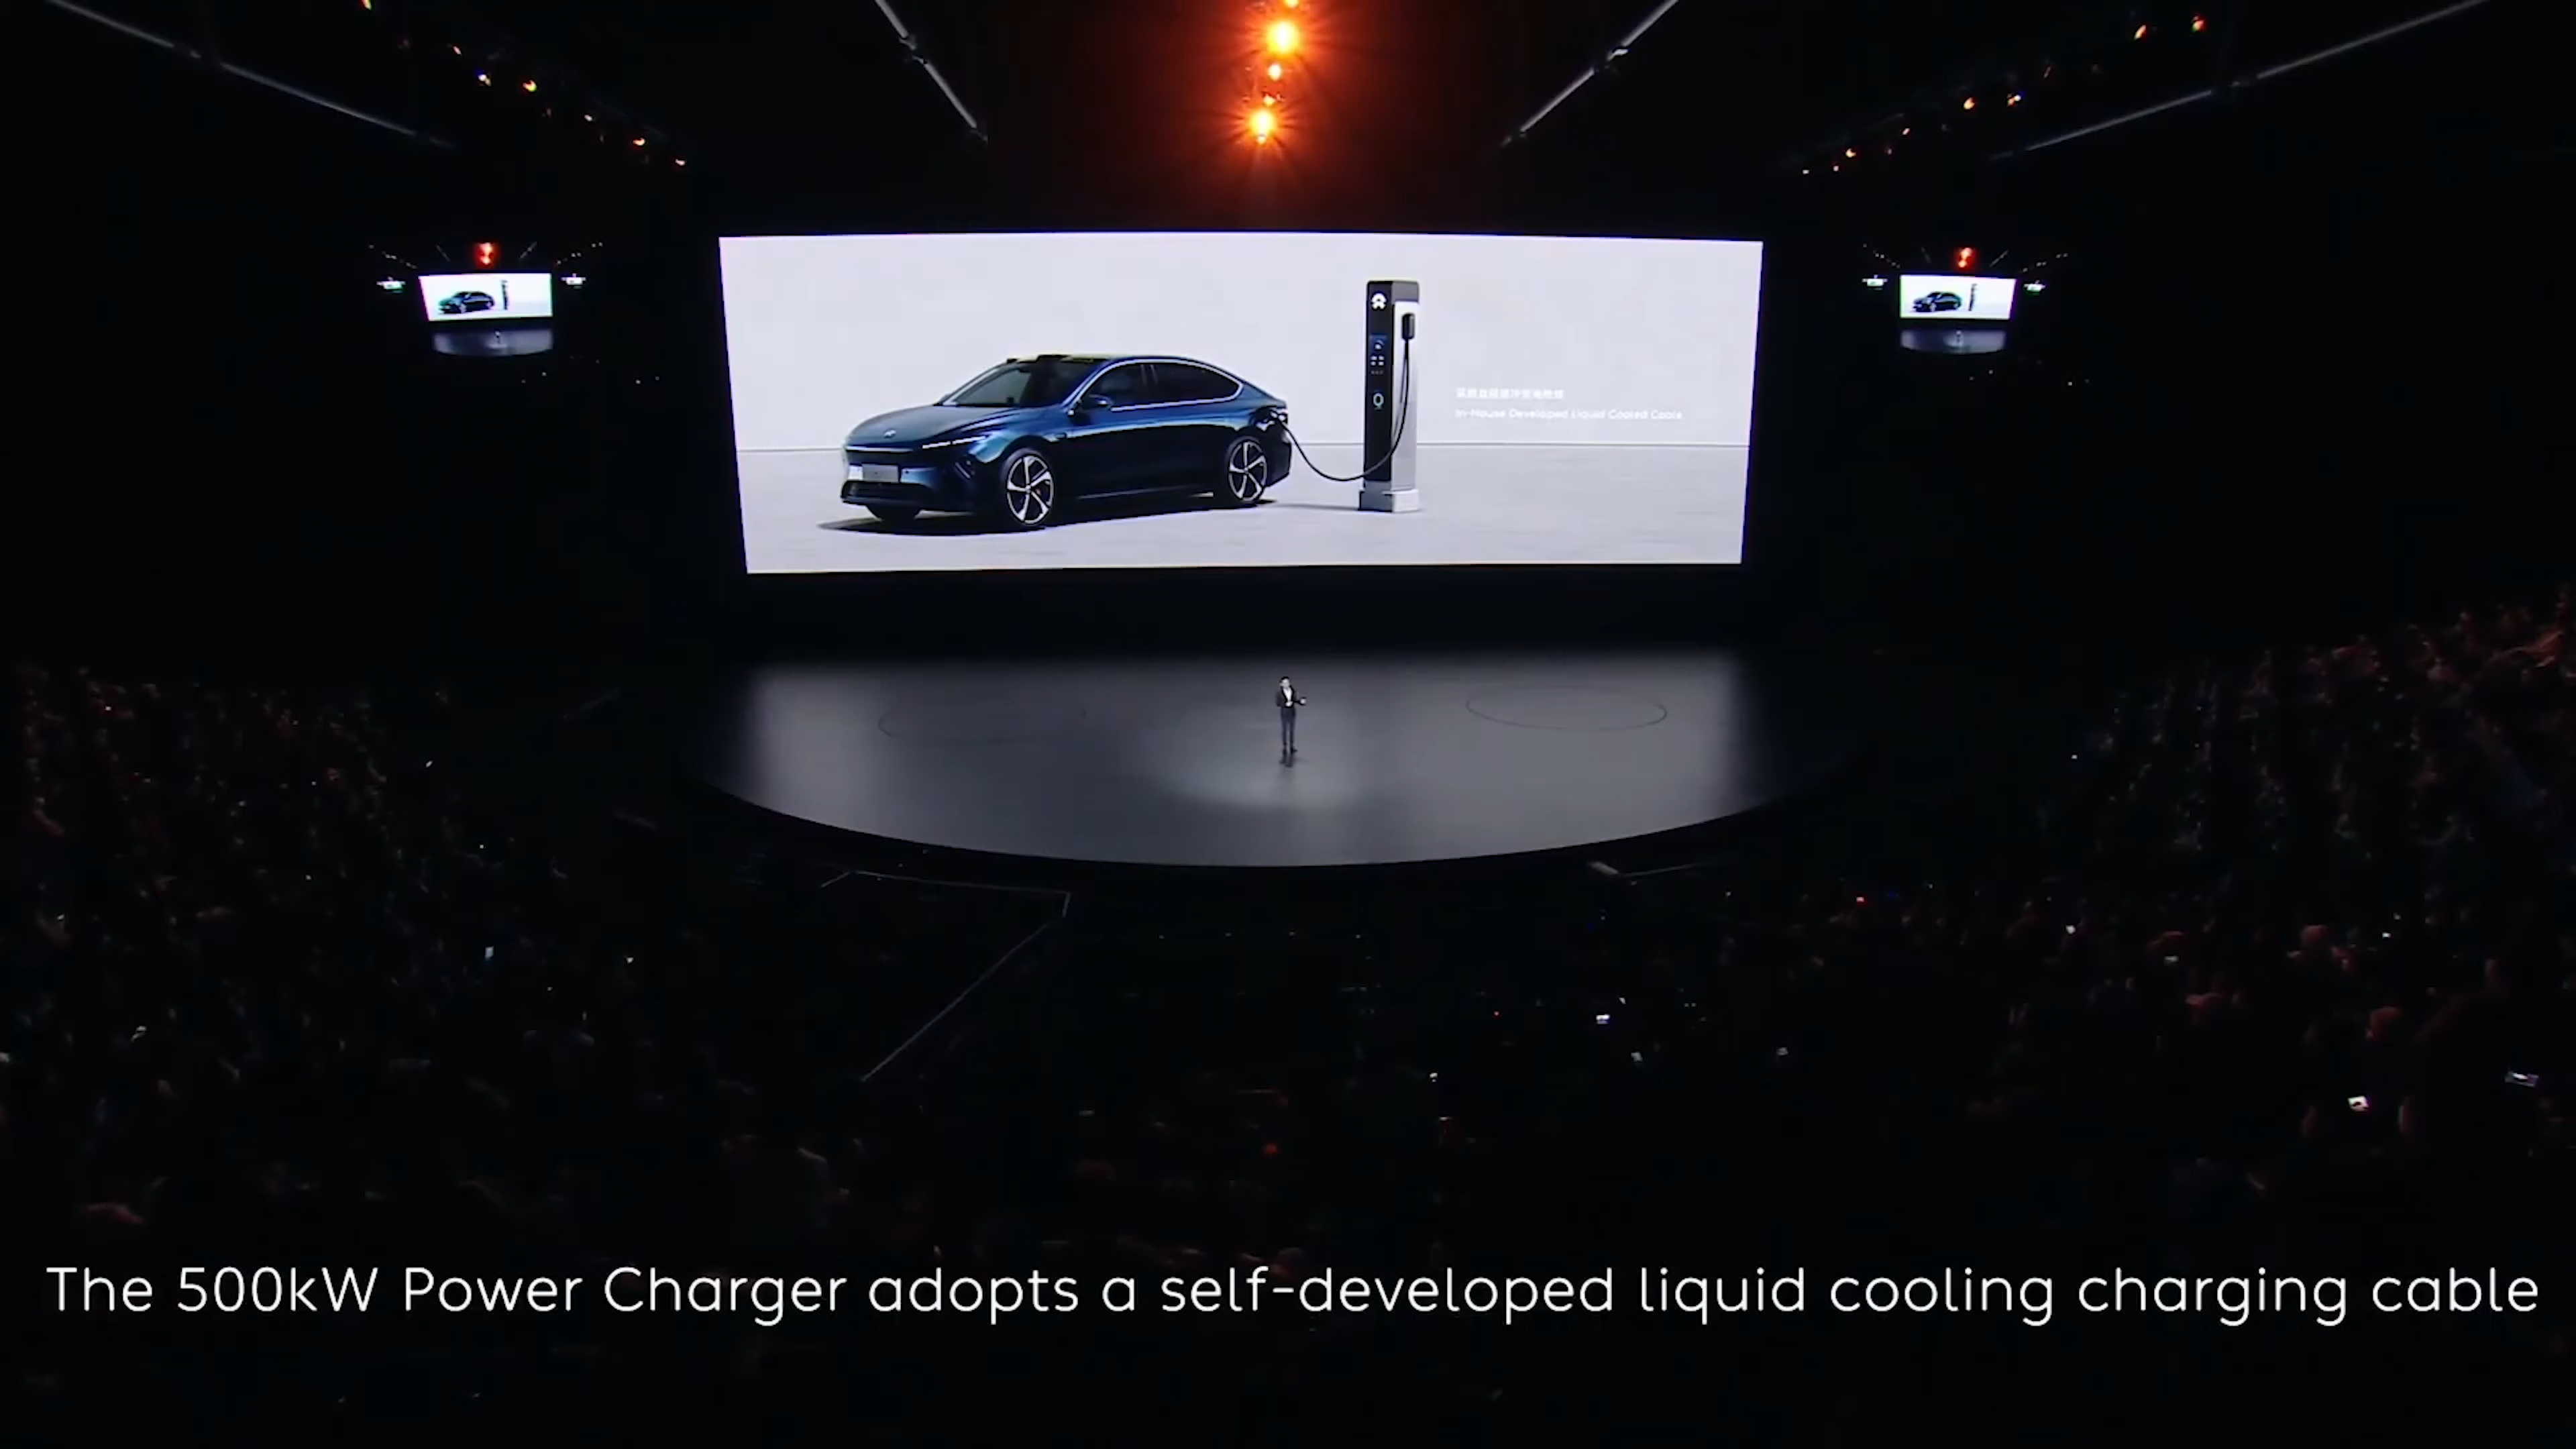 In-House Developed Liquid Cooled Cable
The 500kW Power Charger adopts a self-developed liquid cooling charging cable